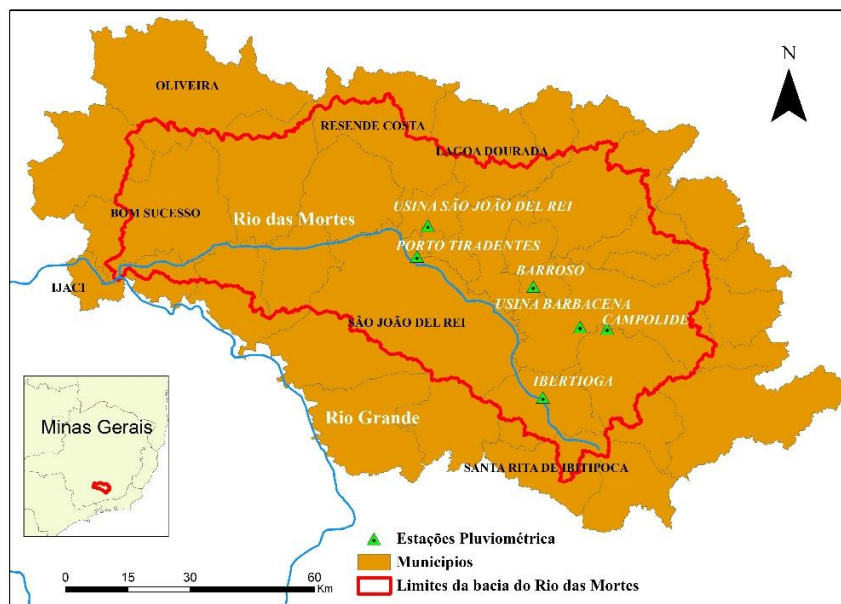 N
OLIVEIRA
RESENDE COSTA
LAGOA DOURADA
USINA SÃO JOÃO DEL REI
BOM SUCESSO
Rio das Mortes
PORTO TIRADENTES
BARROSO
IJACI
USINA BARBACENA
CAMPOLIDE
SÃO JOÃO DEL REI
IBERTIOGA
Rio Grande
Minas Gerais
SANTA RITA DE IBITIPOCA
Estações Pluviométrica
Municípios
Limites da bacia do Rio das Mortes
0 15 30 60
Km